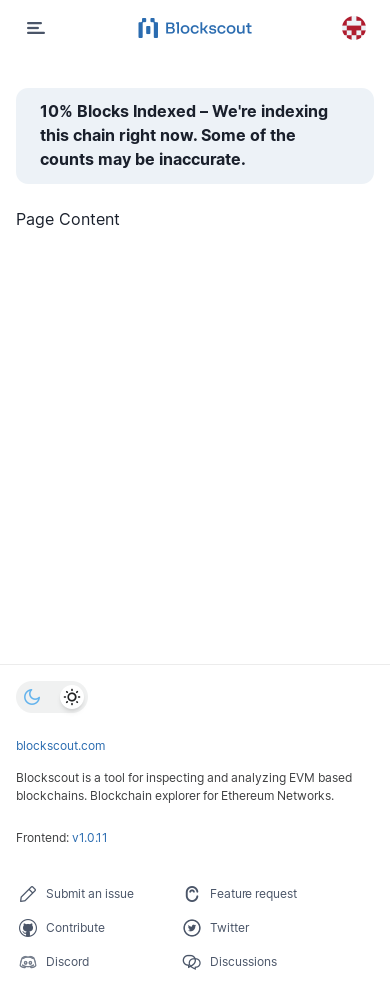 Blockscout
10% Blocks Indexed – We're indexing
this chain right now. Some of the
counts may be inaccurate.
Page Content
blockscout.com
Blockscout is a tool for inspecting and analyzing EVM based
blockchains. Blockchain explorer for Ethereum Networks.
Frontend: v1.0.11
Submit an issue
Feature request
Contribute
Twitter
Discord
Discussions